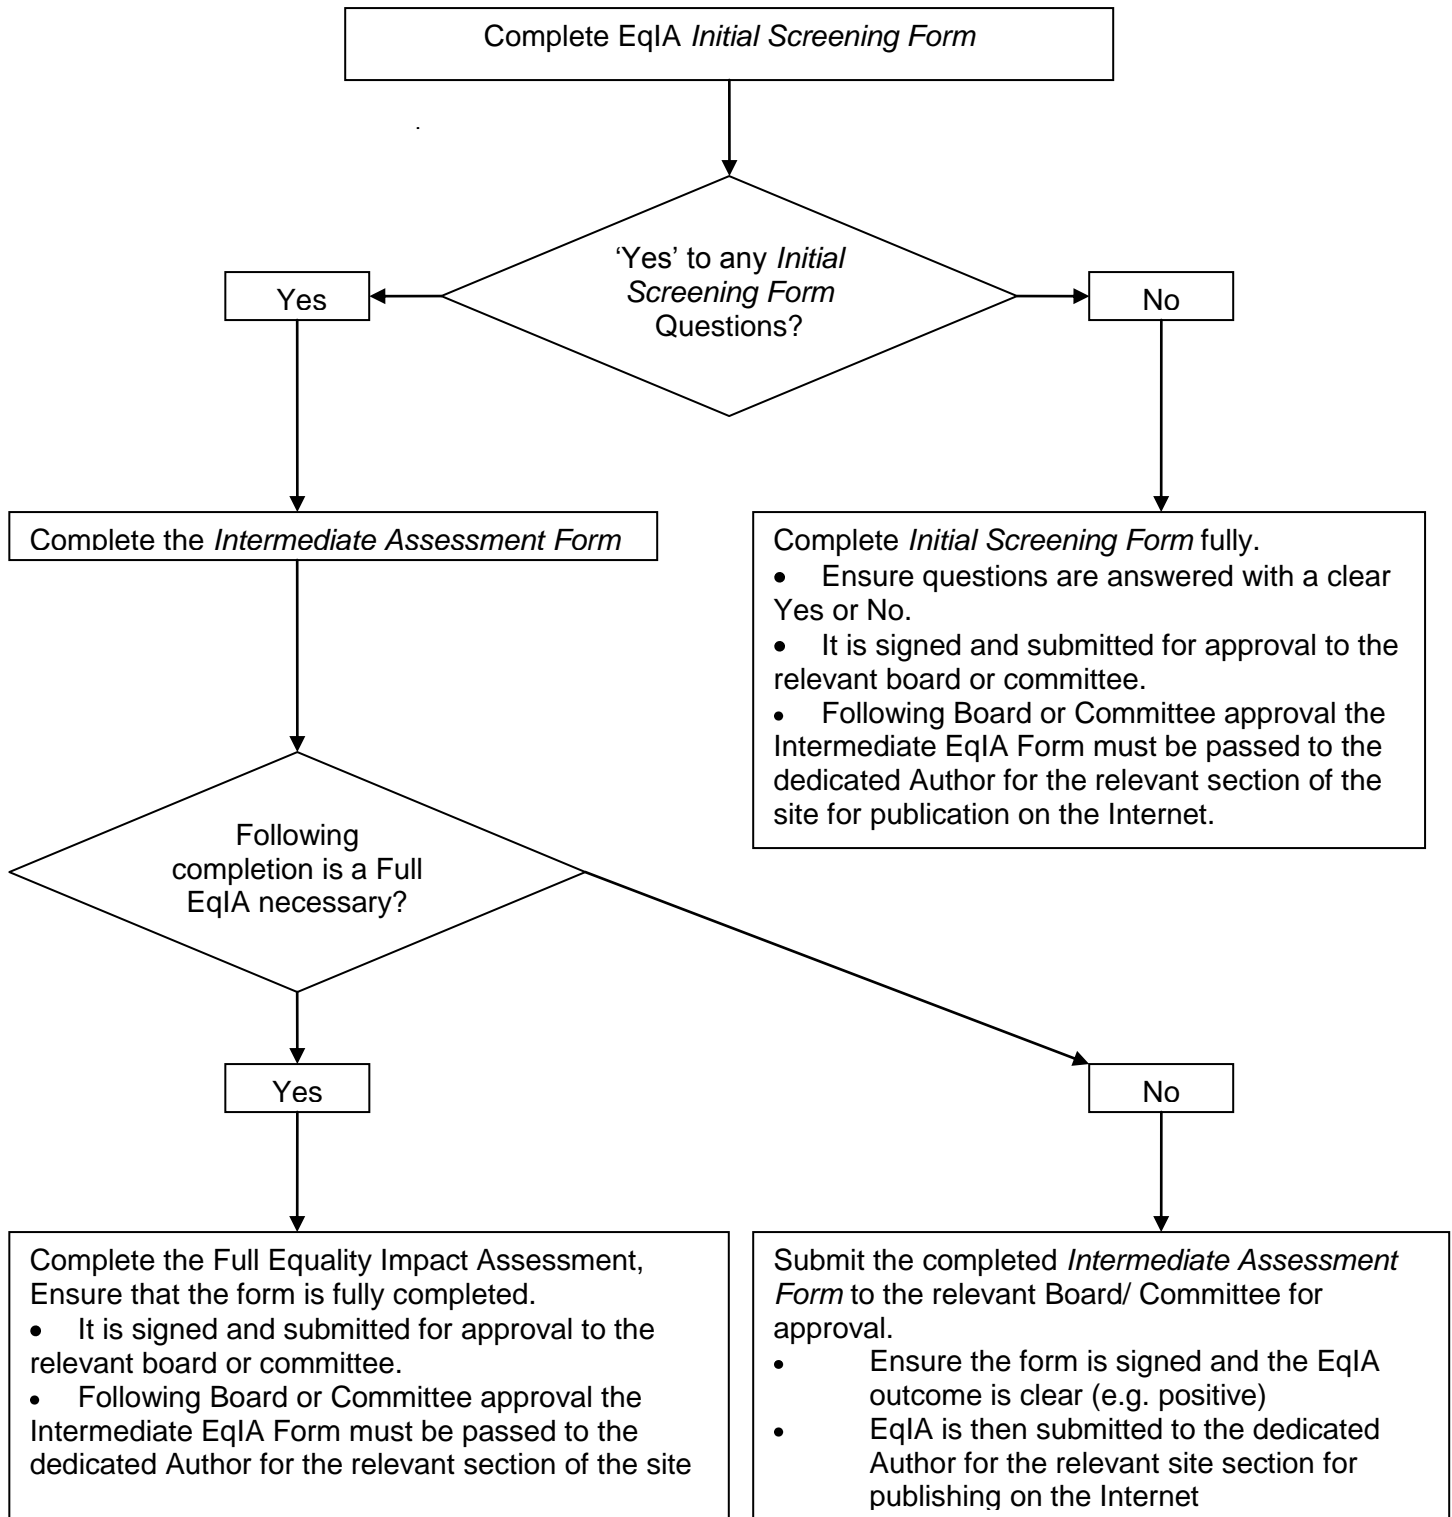 Complete EqIA Initial Screening Form
‘Yes’ to any Initial
Screening Form
Questions?
Yes
No
Complete the Intermediate Assessment Form
Complete Initial Screening Form fully.
• Ensure questions are answered with a clear
Yes or No.
• It is signed and submitted for approval to the
relevant board or committee.
• Following Board or Committee approval the
Intermediate EqIA Form must be passed to the
dedicated Author for the relevant section of the
site for publication on the Internet.
Following
completion is a Full
EqIA necessary?
Yes
No
Complete the Full Equality Impact Assessment,
Ensure that the form is fully completed.
• It is signed and submitted for approval to the
relevant board or committee.
• Following Board or Committee approval the
Intermediate EqIA Form must be passed to the
dedicated Author for the relevant section of the site
Submit the completed Intermediate Assessment
Form to the relevant Board/ Committee for
approval.
• Ensure the form is signed and the EqIA
outcome is clear (e.g. positive)
• EqIA is then submitted to the dedicated
Author for the relevant site section for
publishing on the Internet